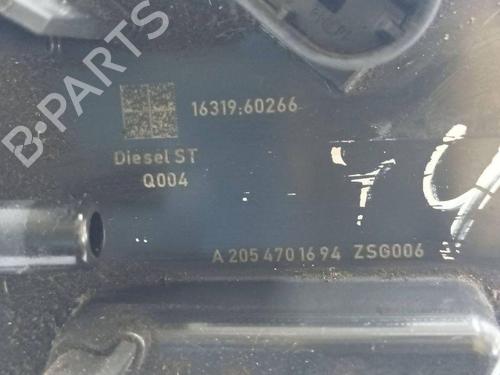 B-PARTS
16319:60266
Diesel ST
Q004
A 205 470 16 94 ZSG006